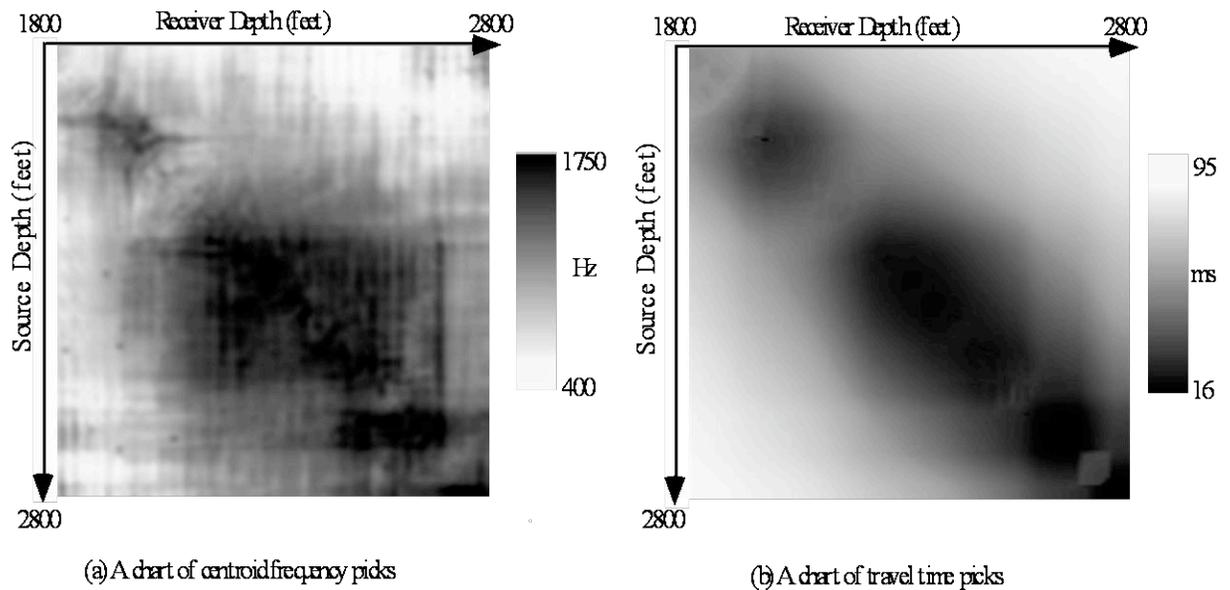 1800 Receiver Depth (feet) 2800
Source Depth (feet)
2800
1750
Hz
400
(a) A chart of centroid frequency picks
1800 Receiver Depth (feet) 2800
Source Depth (feet)
2800
95
ms
16
(b) A chart of travel time picks